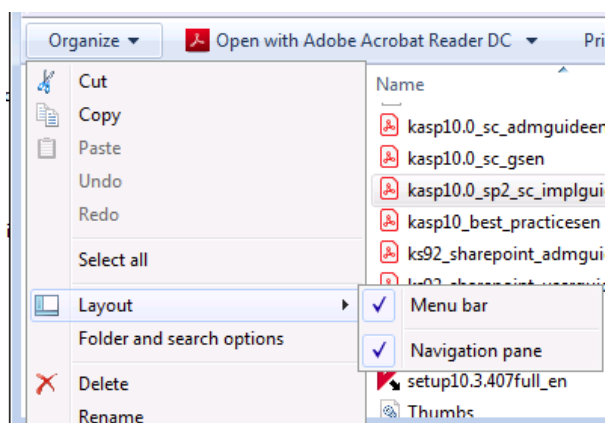 Organize
Open with Adobe Acrobat Reader DC
Cut
Copy
Paste
Undo
Redo
Select all
Layout
Folder and search options
Delete
Rename
Name
kasp10.0_sc_admguideen
kasp10.0_sc_gsen
kasp10.0_sp2_sc_implgui
kasp10_best_practicesen
ks92_sharepoint_admgui
Menu bar
Navigation pane
setup10.3.407full_en
Thumbs